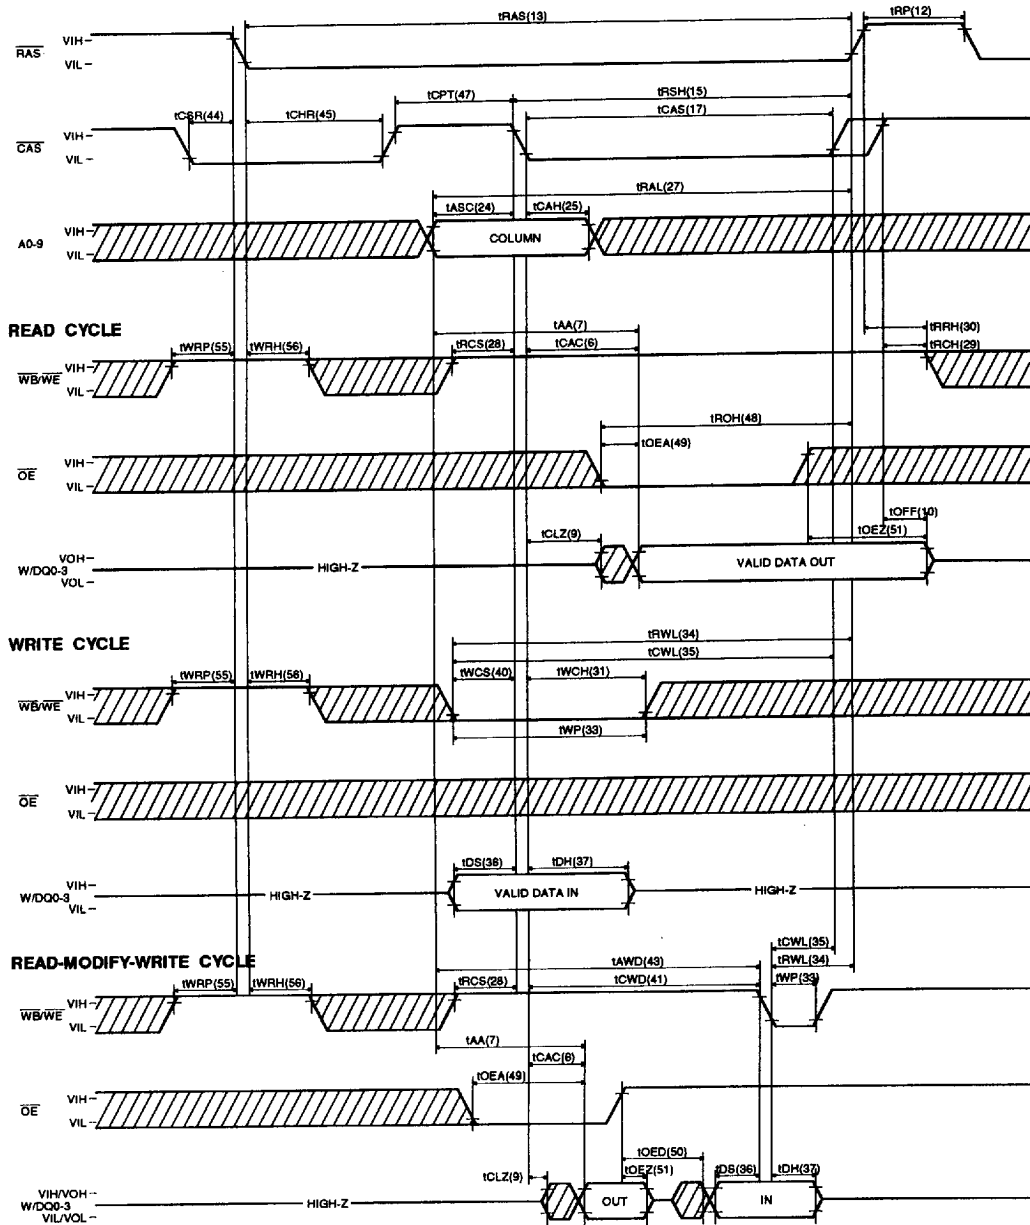 tRAS(13)
tRP(12)
RAS
VIH
VIL
tCPT(47)
tRSH(15)
tCSR(44)
tCHR(45)
tCAS(17)
CAS
VIH
VIL
tRAL(27)
tASC(24)
tCAH(25)
A0-9
VIH
VIL
COLUMN
READ CYCLE
tAA(7)
tRRH(30)
tWRP(55)
tWRH(56)
tRCS(28)
tCAC(6)
tRCH(29)
WB/WE
VIH
VIL
tROH(48)
tOEA(49)
OE
VIH
VIL
tOFF(10)
tCLZ(9)
tOEZ(51)
VOH
W/DQ0-3
VOL
HIGH-Z
VALID DATA OUT
WRITE CYCLE
tRWL(34)
tCWL(35)
tWRP(55)
tWRH(56)
tWCS(40)
tWCH(31)
WB/WE
VIH
VIL
tWP(33)
OE
VIH
VIL
tDS(36)
tDH(37)
VIH
W/DQ0-3
VIL
HIGH-Z
VALID DATA IN
HIGH-Z
tCWL(35)
READ-MODIFY-WRITE CYCLE
tAWD(43)
tRWL(34)
tWRP(55)
tWRH(56)
tRCS(28)
tCWD(41)
tWP(33)
WB/WE
VIH
VIL
tAA(7)
tCAC(6)
tOEA(49)
OE
VIH
VIL
tOED(50)
tCLZ(9)
tOEZ(51)
tDS(36)
tDH(37)
VIH/VOH
W/DQ0-3
VIL/VOL
HIGH-Z
OUT
IN